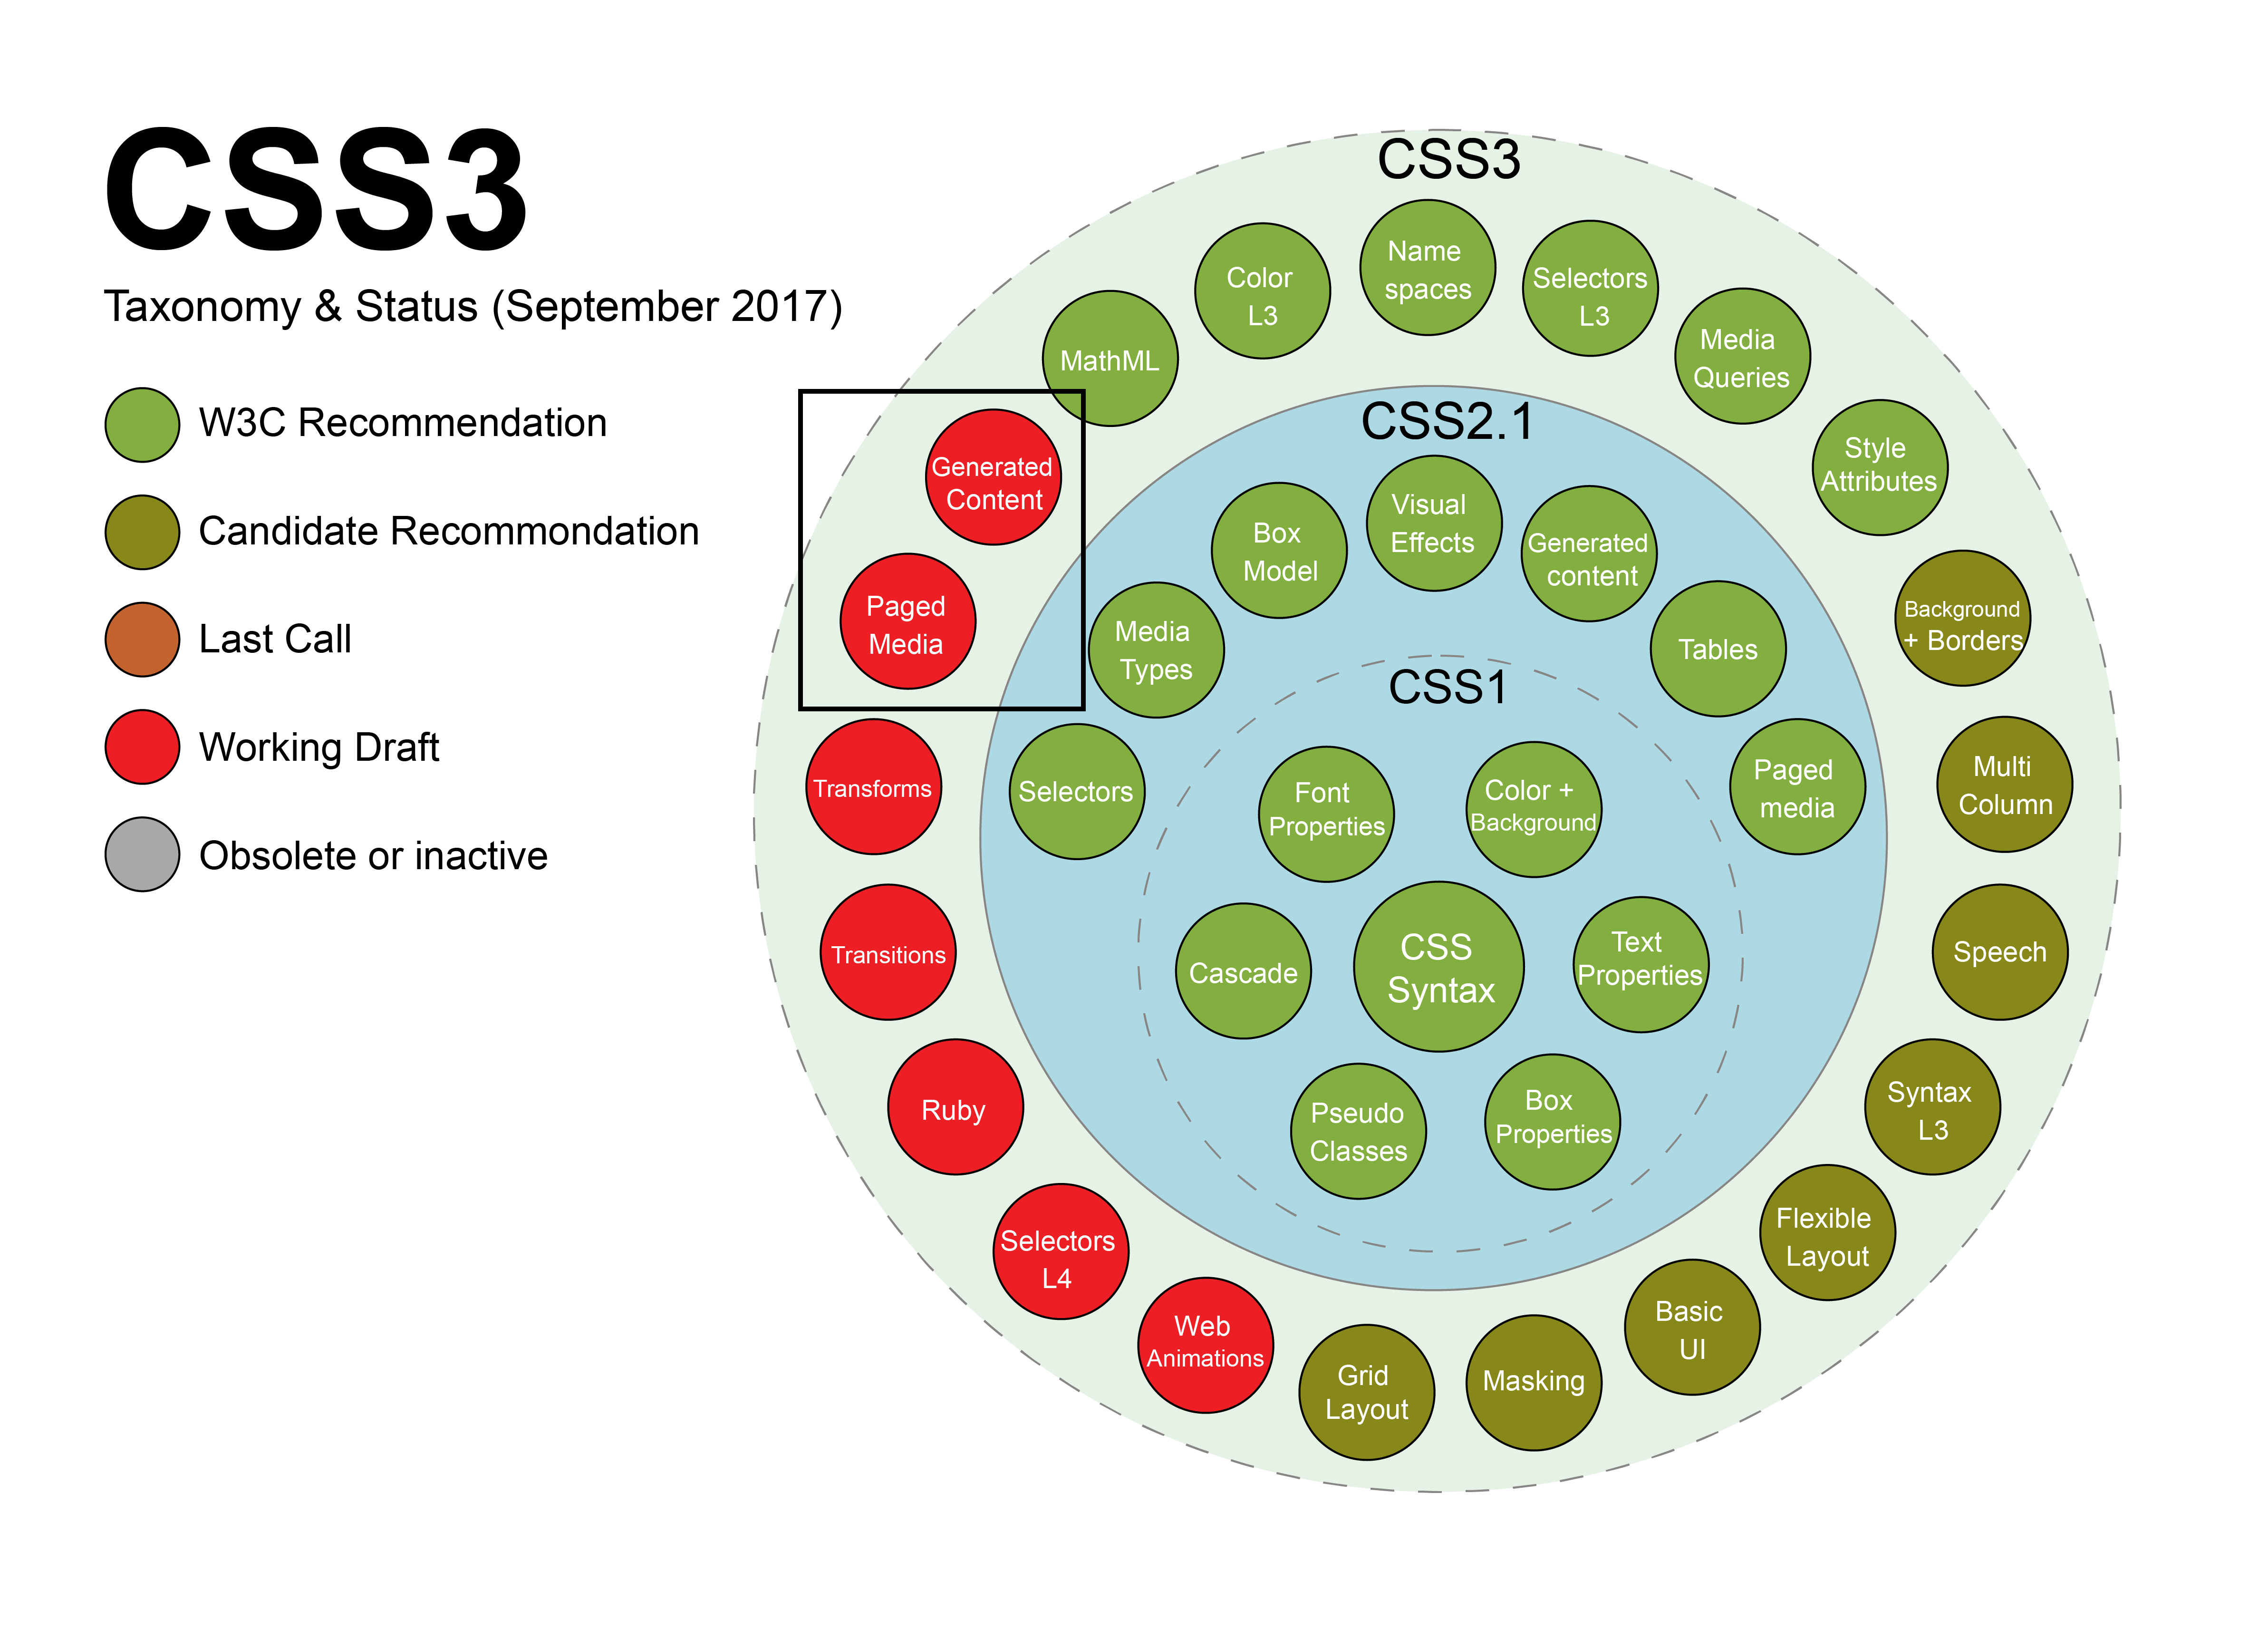 CSS3
Taxonomy & Status (September 2017)
W3C Recommendation
Candidate Recommondation
Last Call
Working Draft
Obsolete or inactive
CSS3
Name
spaces
Selectors
L3
Media
Queries
Style
Attributes
Background
+ Borders
Multi
Column
Speech
Syntax
L3
Flexible
Layout
Basic
UI
Masking
Grid
Layout
Web
Animations
Selectors
L4
Ruby
Transitions
Transforms
Paged
Media
Generated
Content
MathML
Color
L3
CSS2.1
Visual
Effects
Generated
content
Tables
Paged
media
Selectors
Media
Types
Box
Model
CSS1
Font
Properties
Color +
Background
Cascade
CSS
Syntax
Text
Properties
Pseudo
Classes
Box
Properties